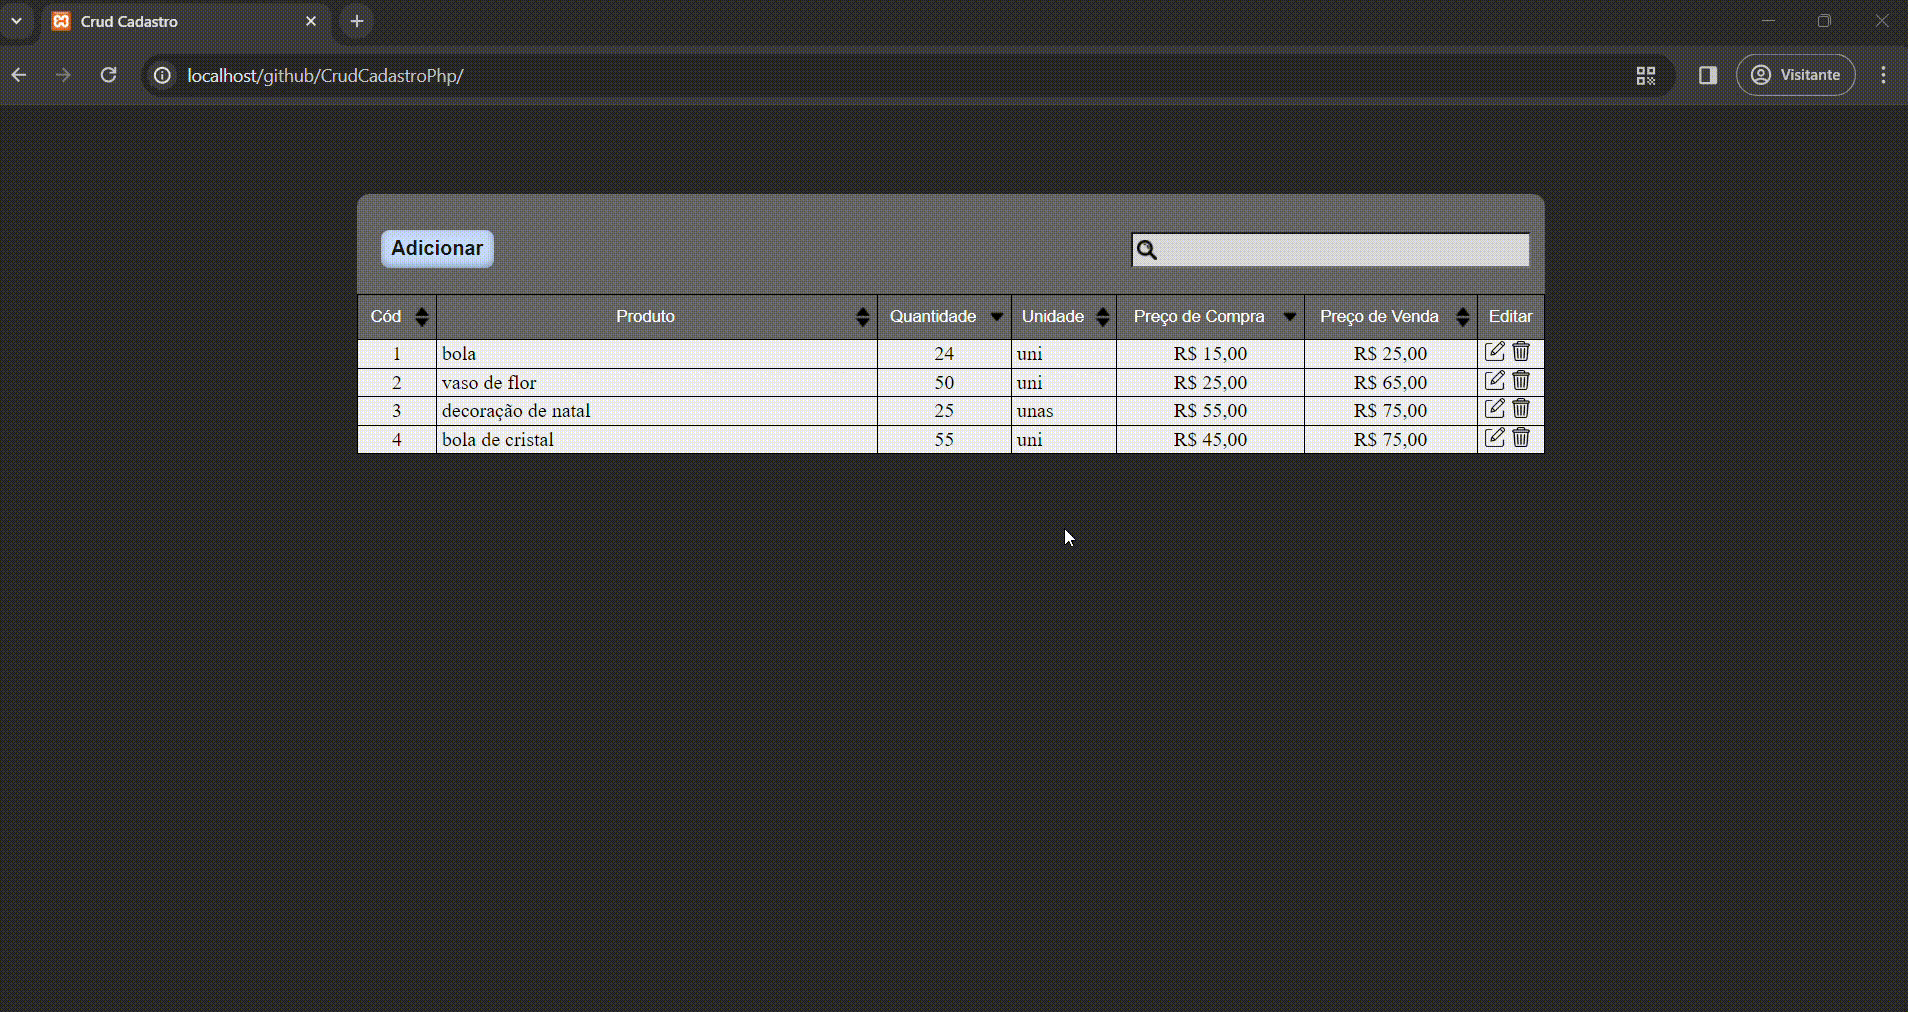 Crud Cadastro
localhost/github/CrudCadastroPhp/
Visitante
Adicionar
Cód Produto Quantidade Unidade Preço de Compra Preço de Venda Editar
1 bola 24 uni R$ 15,00 R$ 25,00
2 vaso de flor 50 uni R$ 25,00 R$ 65,00
3 decoração de natal 25 unas R$ 55,00 R$ 75,00
4 bola de cristal 55 uni R$ 45,00 R$ 75,00